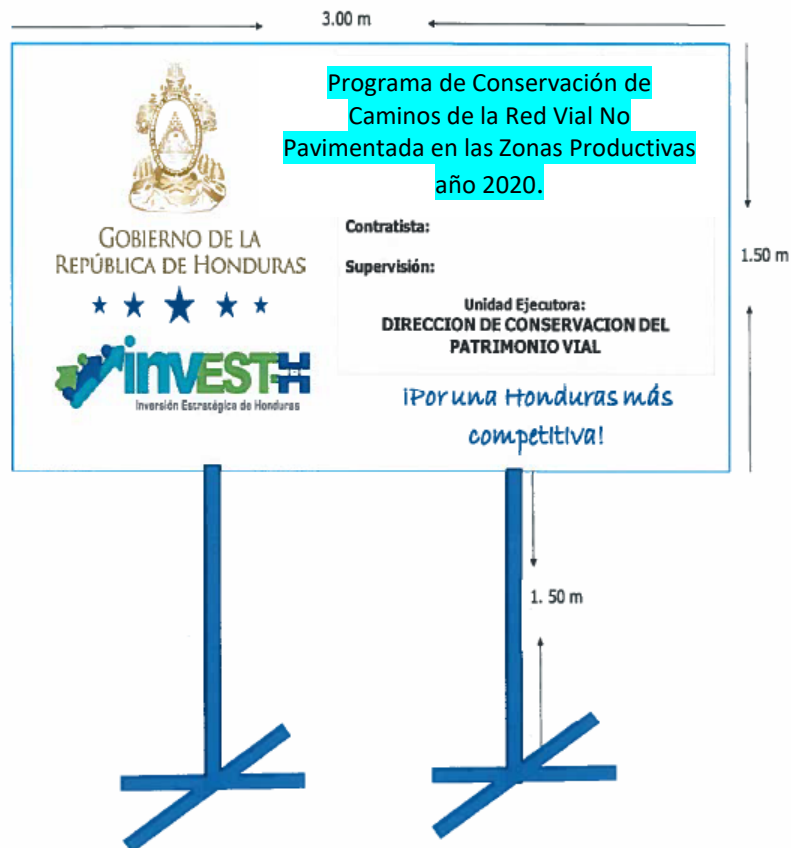 3.00 m
Programa de Conservación de
Caminos de la Red Vial No
Pavimentada en las Zonas Productivas
año 2020.
GOBIERNO DE LA
REPÚBLICA DE HONDURAS
Contratista:
Supervisión:
Unidad Ejecutora:
DIRECCION DE CONSERVACION DEL
PATRIMONIO VIAL
INVEST-H
Inversión Estratégica de Honduras
¡Por una Honduras más
competitiva!
1.50 m
1. 50 m